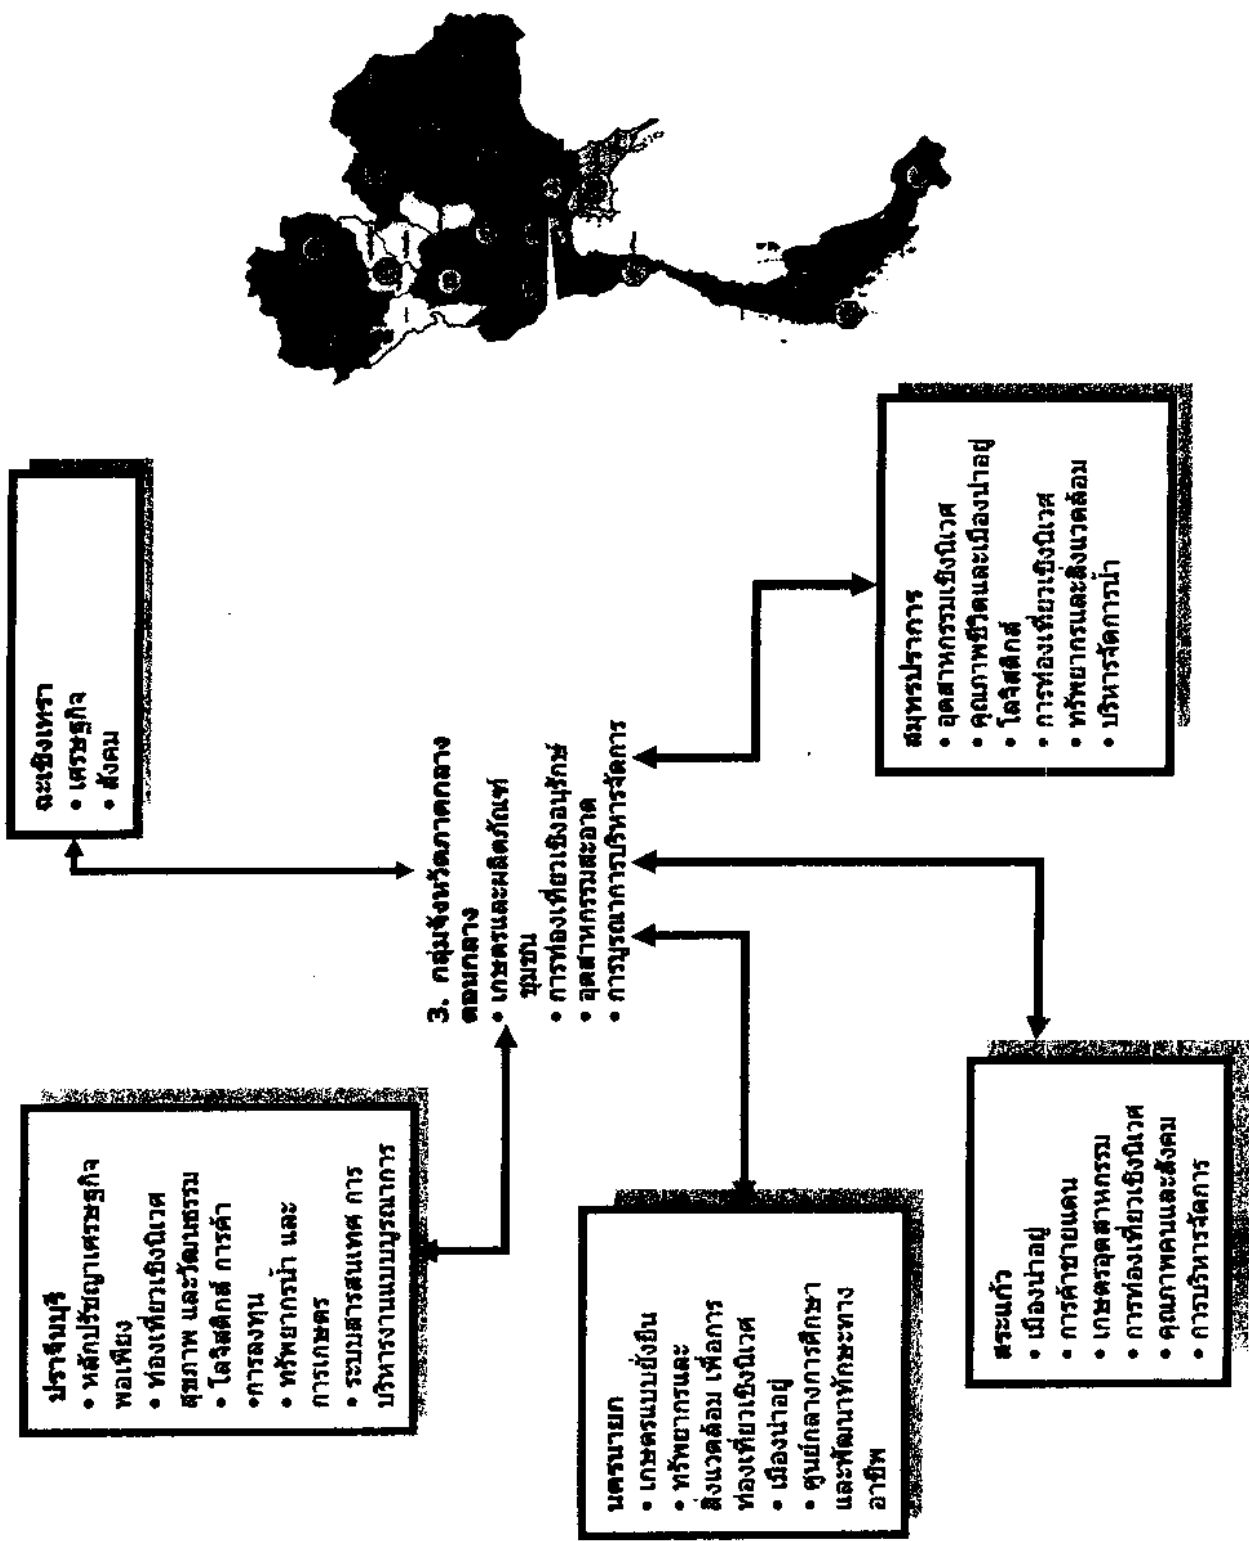 ปราจีนบุรี
• หลักปรัชญาเศรษฐกิจ
พอเพียง
• ท่องเที่ยวเชิงนิเวศ
สุขภาพ และวัฒนธรรม
• โลจิสติกส์ การค้า
•การลงทุน
• ทรัพยากรน้ำ และ
การเกษตร
• ระบบสารสนเทศ การ
บริหารงานแบบบูรณาการ
ฉะเชิงเทรา
• เศรษฐกิจ
• สังคม
3. กลุ่มจังหวัดภาคกลาง
ตอนกลาง
• เกษตรและผลิตภัณฑ์
ชุมชน
• การท่องเที่ยวเชิงอนุรักษ์
• อุตสาหกรรมสะอาด
• การบูรณาการบริหารจัดการ
นครนายก
• เกษตรแบบยั่งยืน
• ทรัพยากรและ
สิ่งแวดล้อม เพื่อการ
ท่องเที่ยวเชิงนิเวศ
• เมืองน่าอยู่
• ศูนย์กลางการศึกษา
และพัฒนาทักษะทาง
อาชีพ
สระแก้ว
• เมืองน่าอยู่
• การค้าชายแดน
• เกษตรอุตสาหกรรม
• การท่องเที่ยวเชิงนิเวศ
• คุณภาพคนและสังคม
• การบริหารจัดการ
สมุทรปราการ
• อุตสาหกรรมเชิงนิเวศ
• คุณภาพชีวิตและเมืองน่าอยู่
• โลจิสติกส์
• การท่องเที่ยวเชิงนิเวศ
• ทรัพยากรและสิ่งแวดล้อม
• บริหารจัดการน้ำ